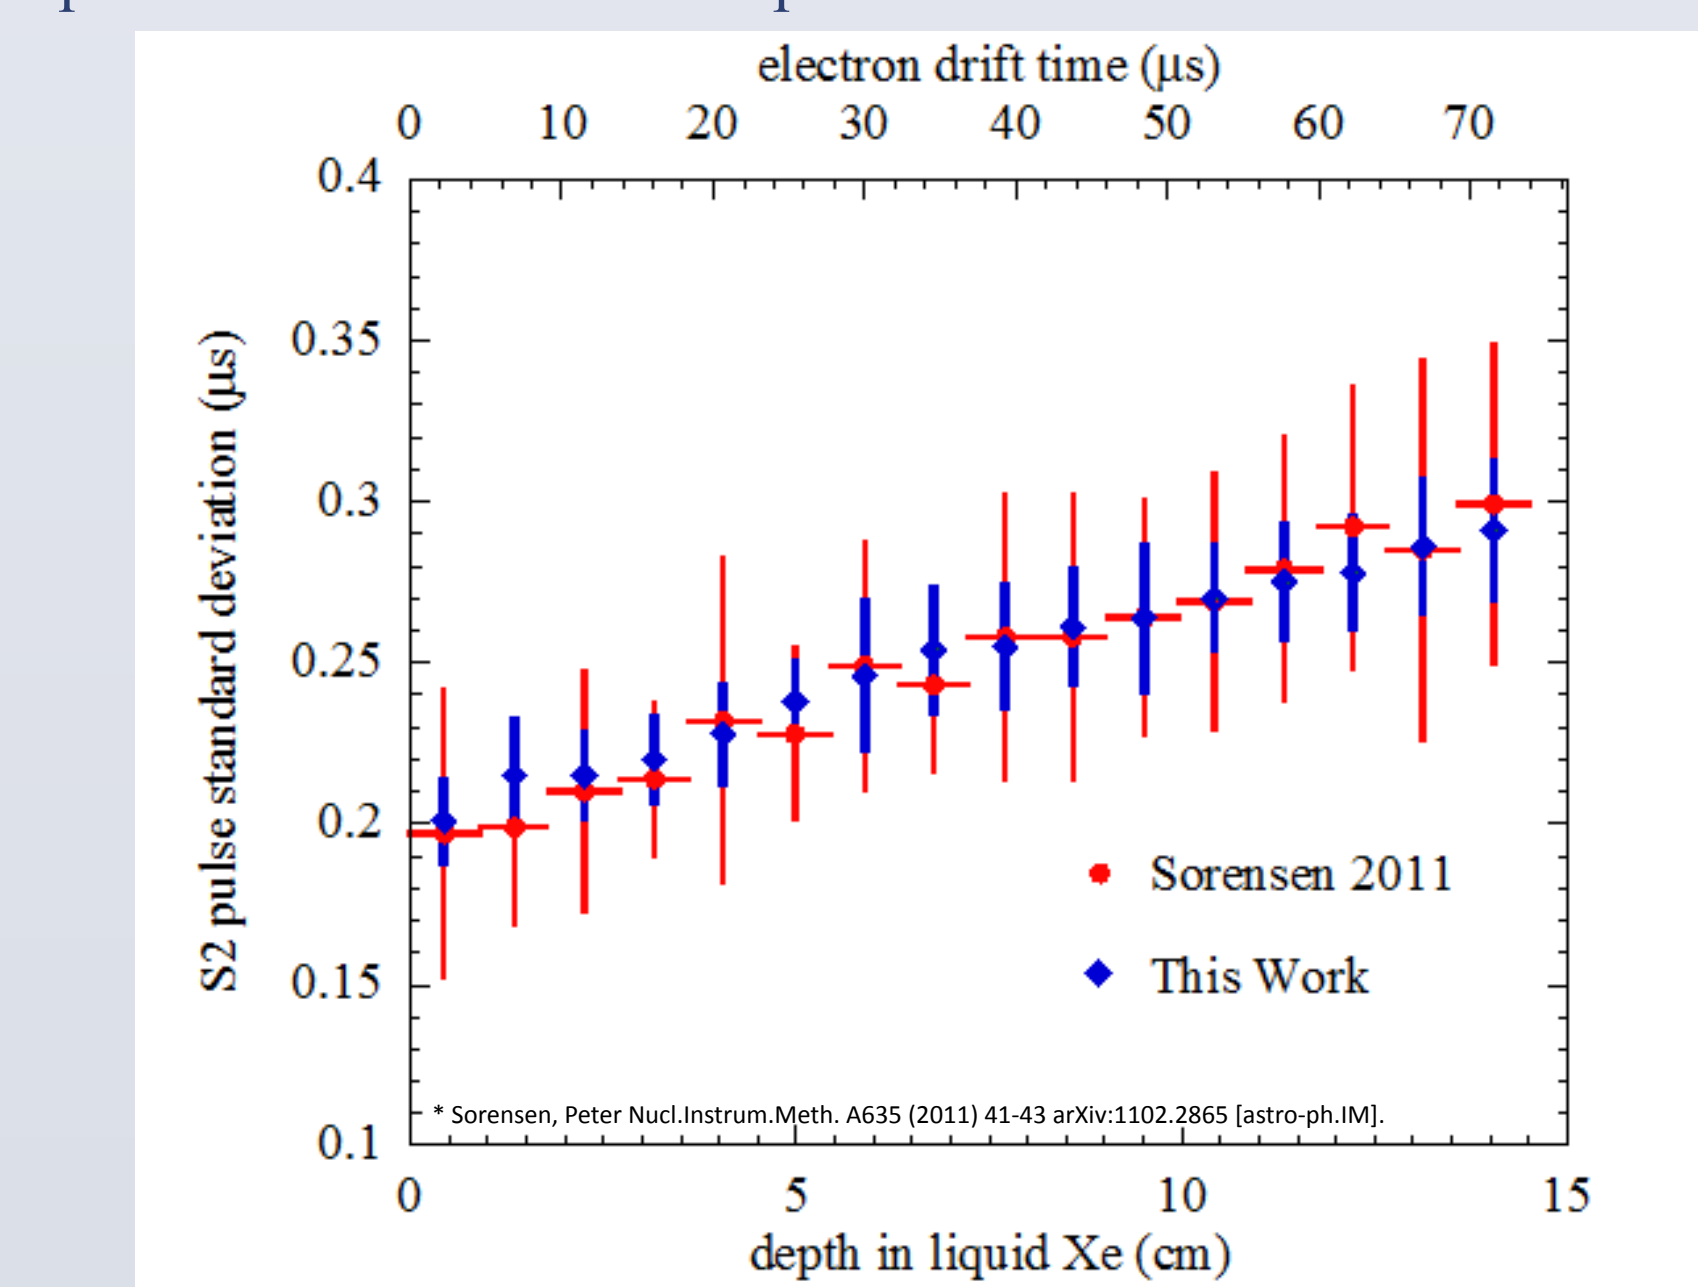 electron drift time (μs)
0 10 20 30 40 50 60 70
0.4
0.35
0.3
0.25
0.2
0.15
0.1
S2 pulse standard deviation (μs)
Sorensen 2011
This Work
* Sorensen, Peter Nucl.Instrum.Meth. A635 (2011) 41-43 arXiv:1102.2865 [astro-ph.IM].
0 5 10 15
depth in liquid Xe (cm)